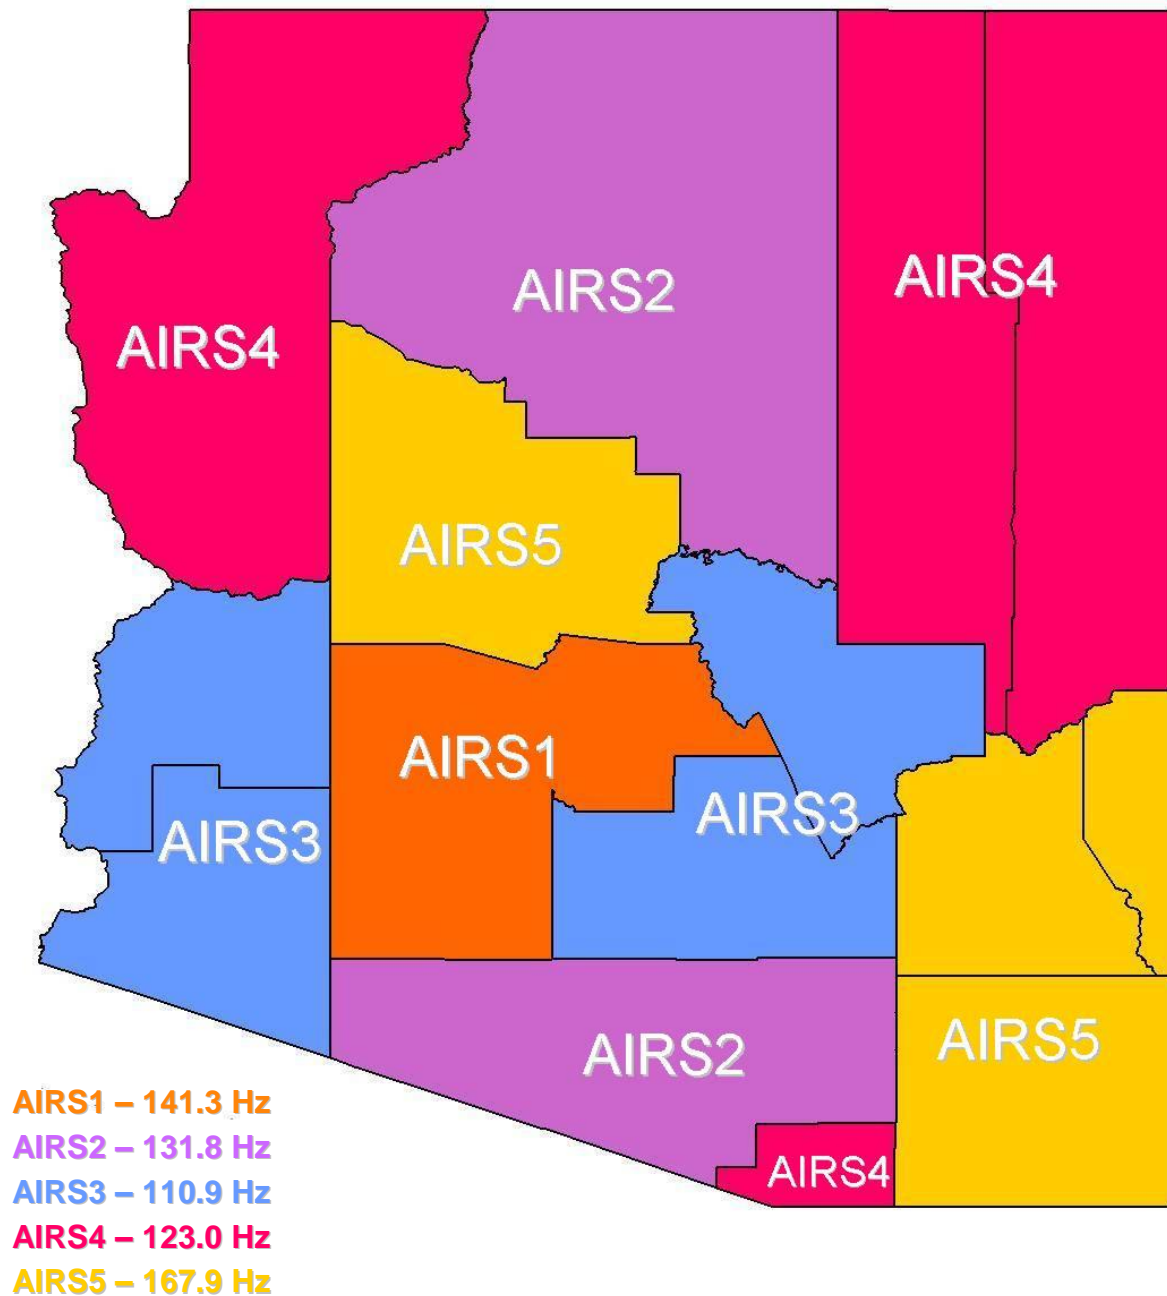 AIRS4
AIRS2
AIRS4
AIRS5
AIRS1
AIRS3
AIRS3
AIRS5
AIRS2
AIRS4
AIRS1 – 141.3 Hz
AIRS2 – 131.8 Hz
AIRS3 – 110.9 Hz
AIRS4 – 123.0 Hz
AIRS5 – 167.9 Hz